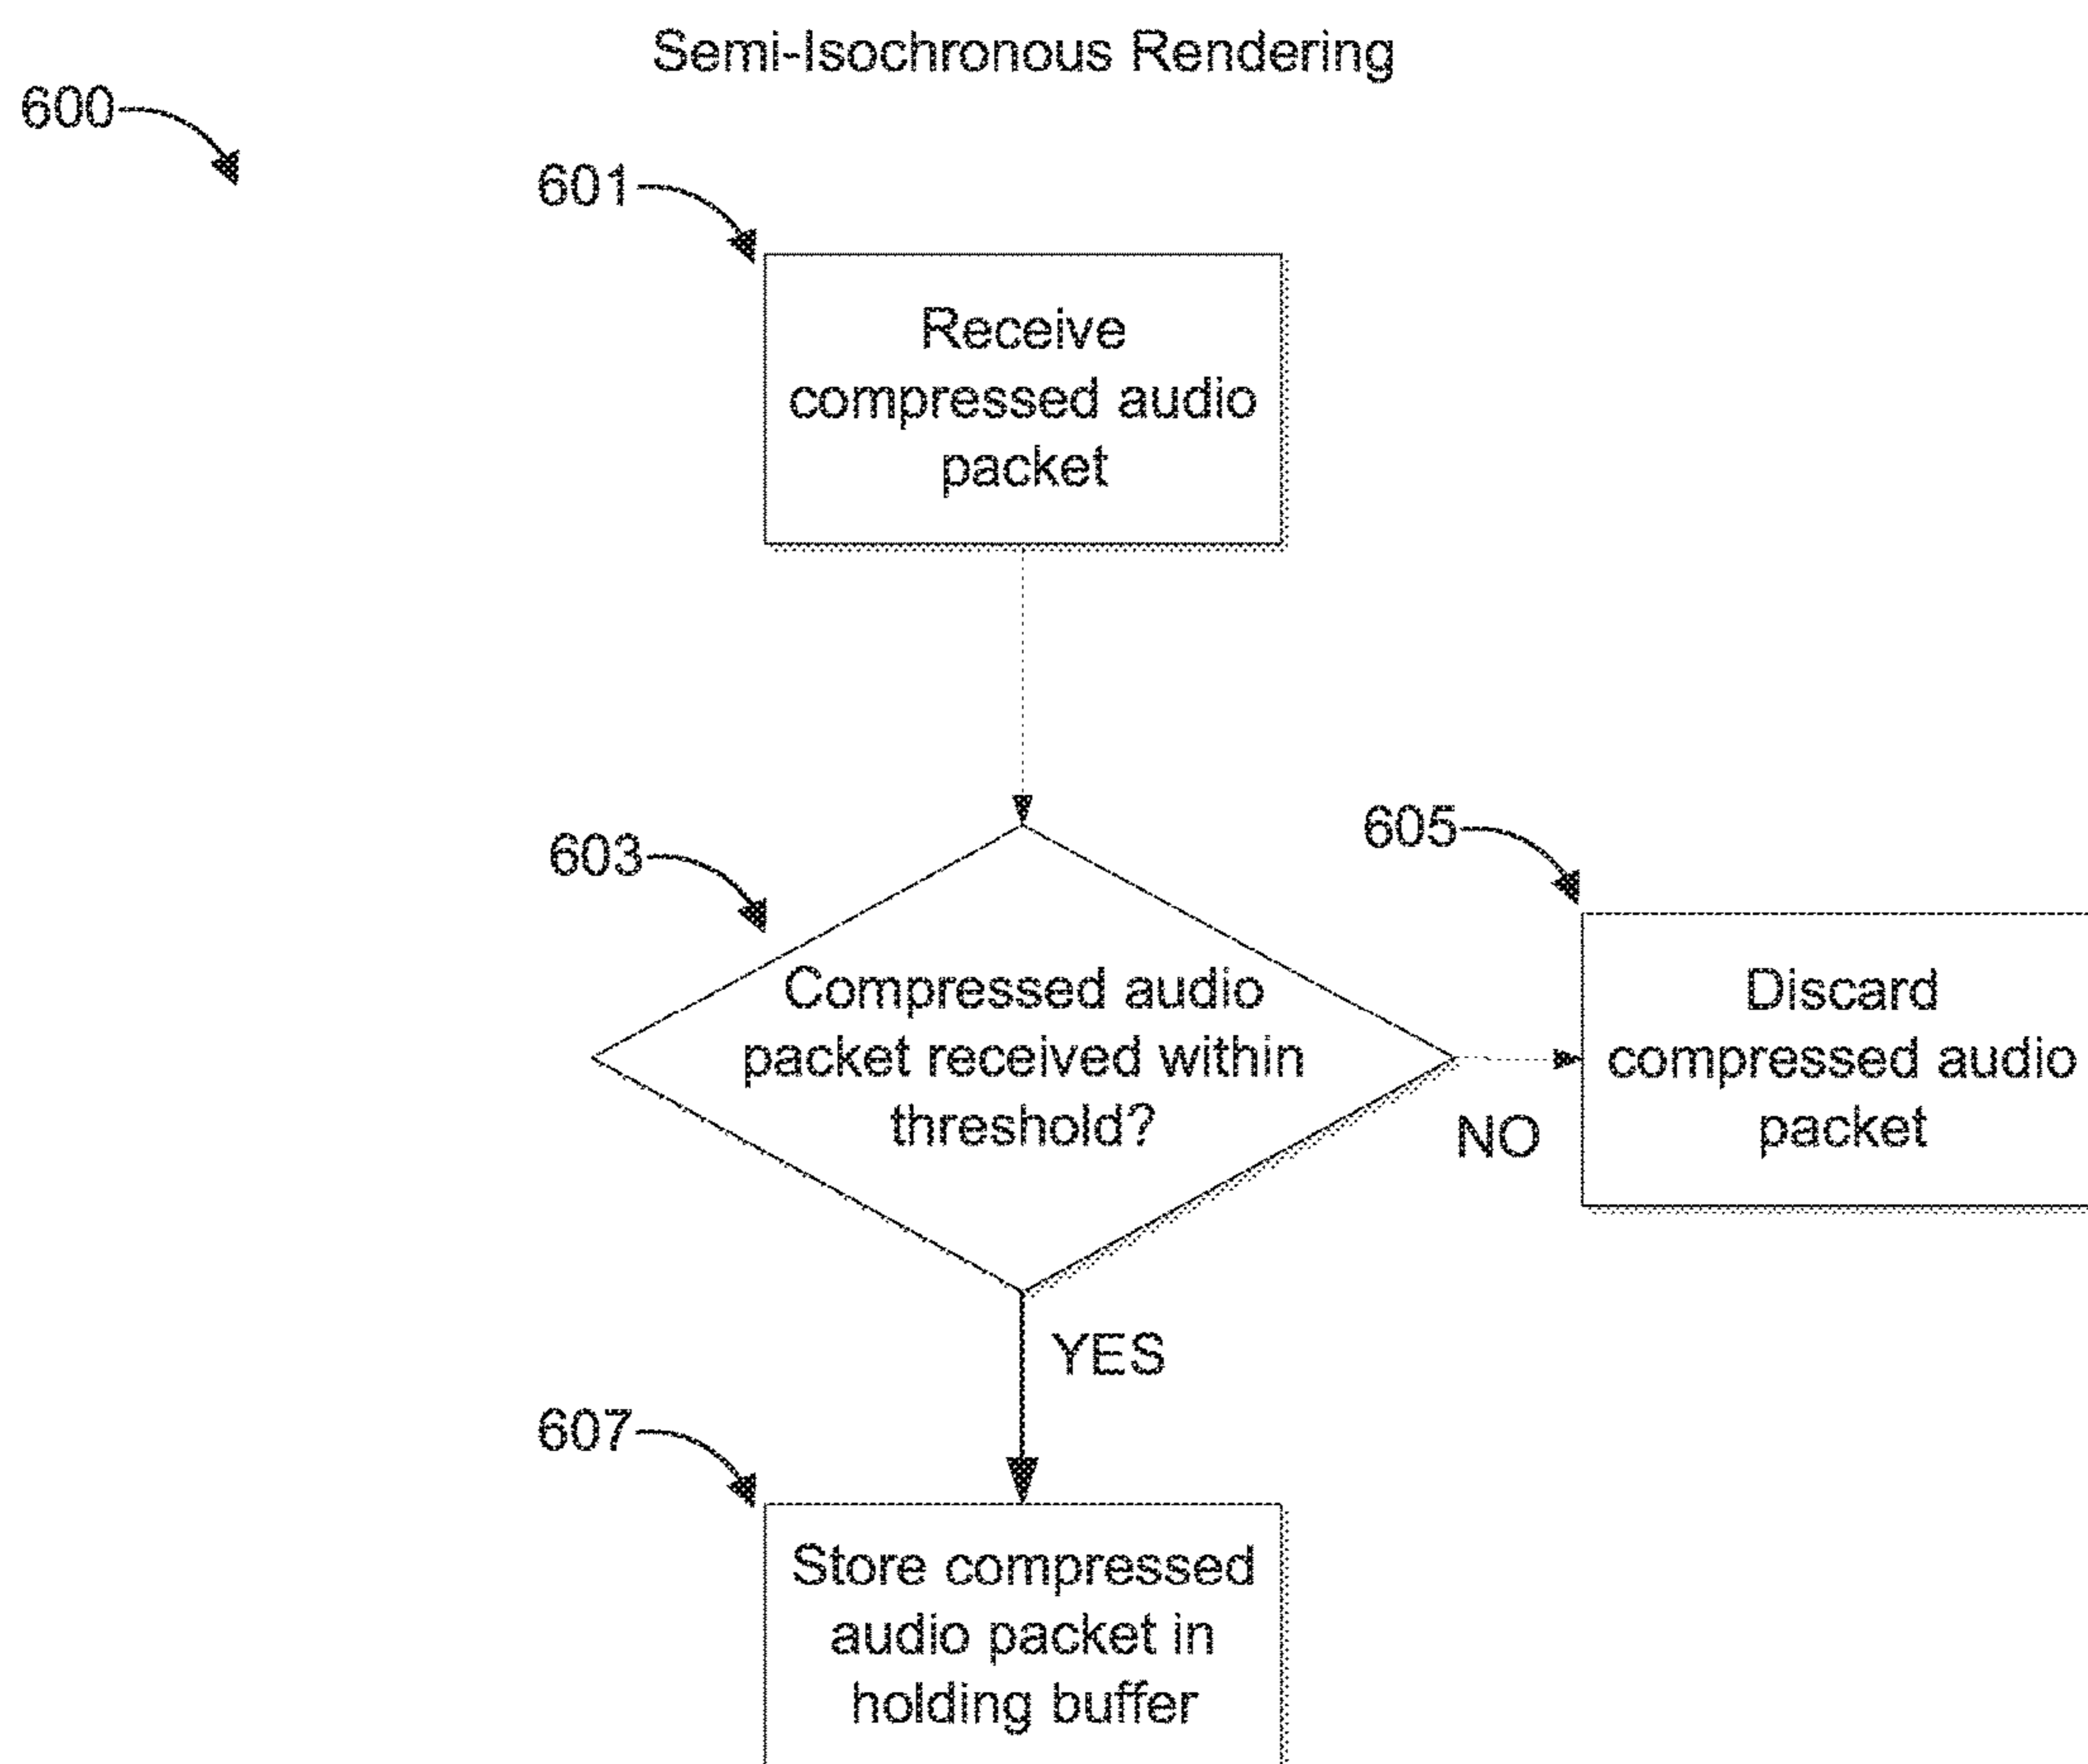 Semi-Isochronous Rendering
600
601
Receive
compressed audio
packet
603
Compressed audio
packet received within
threshold?
605
Discard
compressed audio
packet
NO
YES
607
Store compressed
audio packet in
holding buffer